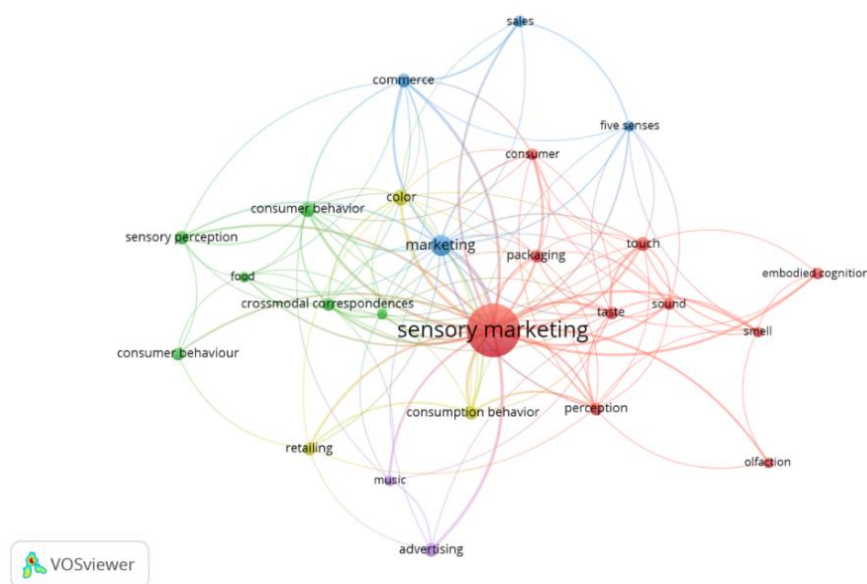 sales
commerce
five senses
consumer
color
consumer behavior
sensory perception
marketing
touch
packaging
embodied cognition
food
crossmodal correspondences
sound
taste
sensory marketing
smell
consumer behaviour
consumption behavior
perception
retailing
olfaction
music
advertising
VOSviewer